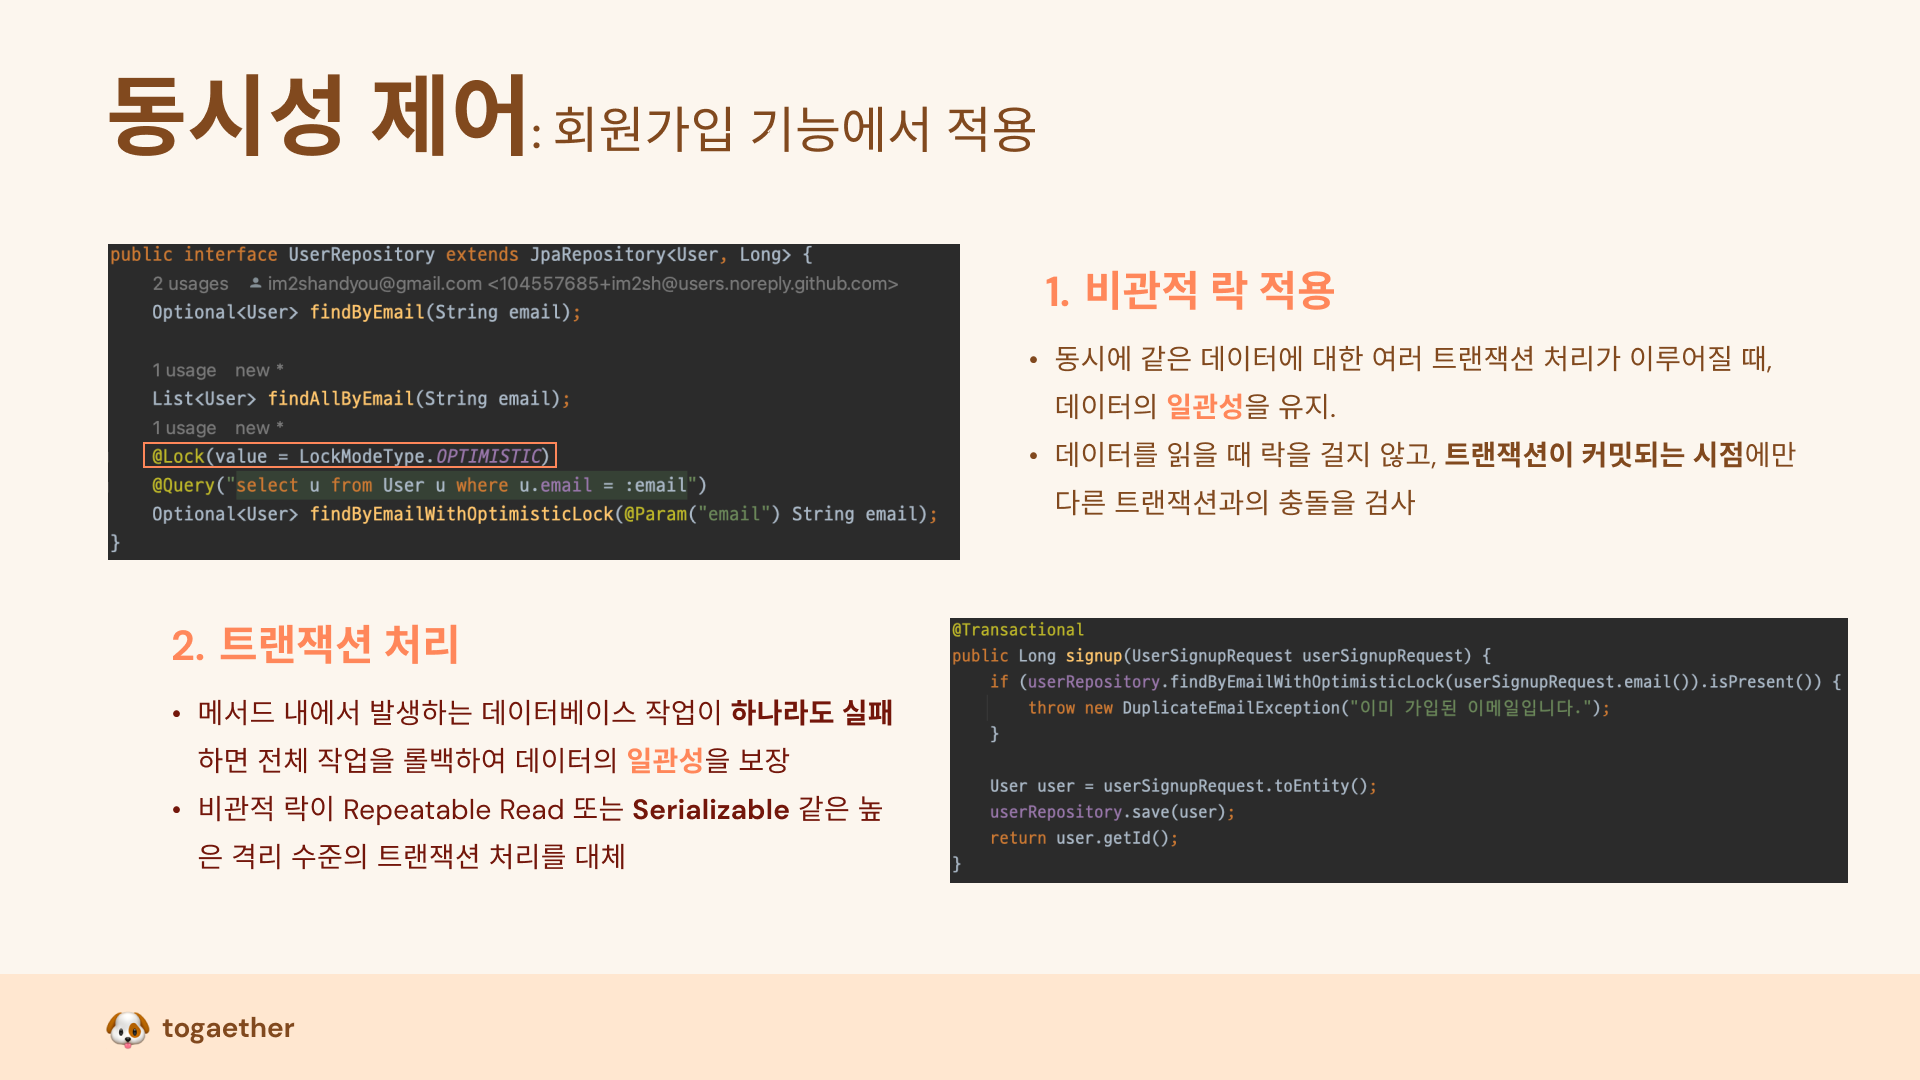 동시성 제어: 회원가입 기능에서 적용
public interface UserRepository extends JpaRepository<User, Long> {
2 usages im2shandyou@gmail.com <104557685+im2sh@users.noreply.github.com>
Optional<User> findByEmail(String email);
1 usage new *
List<User> findAllByEmail(String email);
1 usage new *
@Lock(value = LockModeType.OPTIMISTIC)
@Query("select u from User u where u.email = :email")
Optional<User> findByEmailWithOptimisticLock(@Param("email") String email);
}
1. 비관적 락 적용
• 동시에 같은 데이터에 대한 여러 트랜잭션 처리가 이루어질 때,
데이터의 일관성을 유지.
• 데이터를 읽을 때 락을 걸지 않고, 트랜잭션이 커밋되는 시점에만
다른 트랜잭션과의 충돌을 검사
2. 트랜잭션 처리
• 메서드 내에서 발생하는 데이터베이스 작업이 하나라도 실패
하면 전체 작업을 롤백하여 데이터의 일관성을 보장
• 비관적 락이 Repeatable Read 또는 Serializable 같은 높
은 격리 수준의 트랜잭션 처리를 대체
@Transactional
public Long signup(UserSignupRequest userSignupRequest) {
if (userRepository.findByEmailWithOptimisticLock(userSignupRequest.email()).isPresent()) {
throw new DuplicateEmailException("이미 가입된 이메일입니다.");
}
User user = userSignupRequest.toEntity();
userRepository.save(user);
return user.getId();
}
togaether